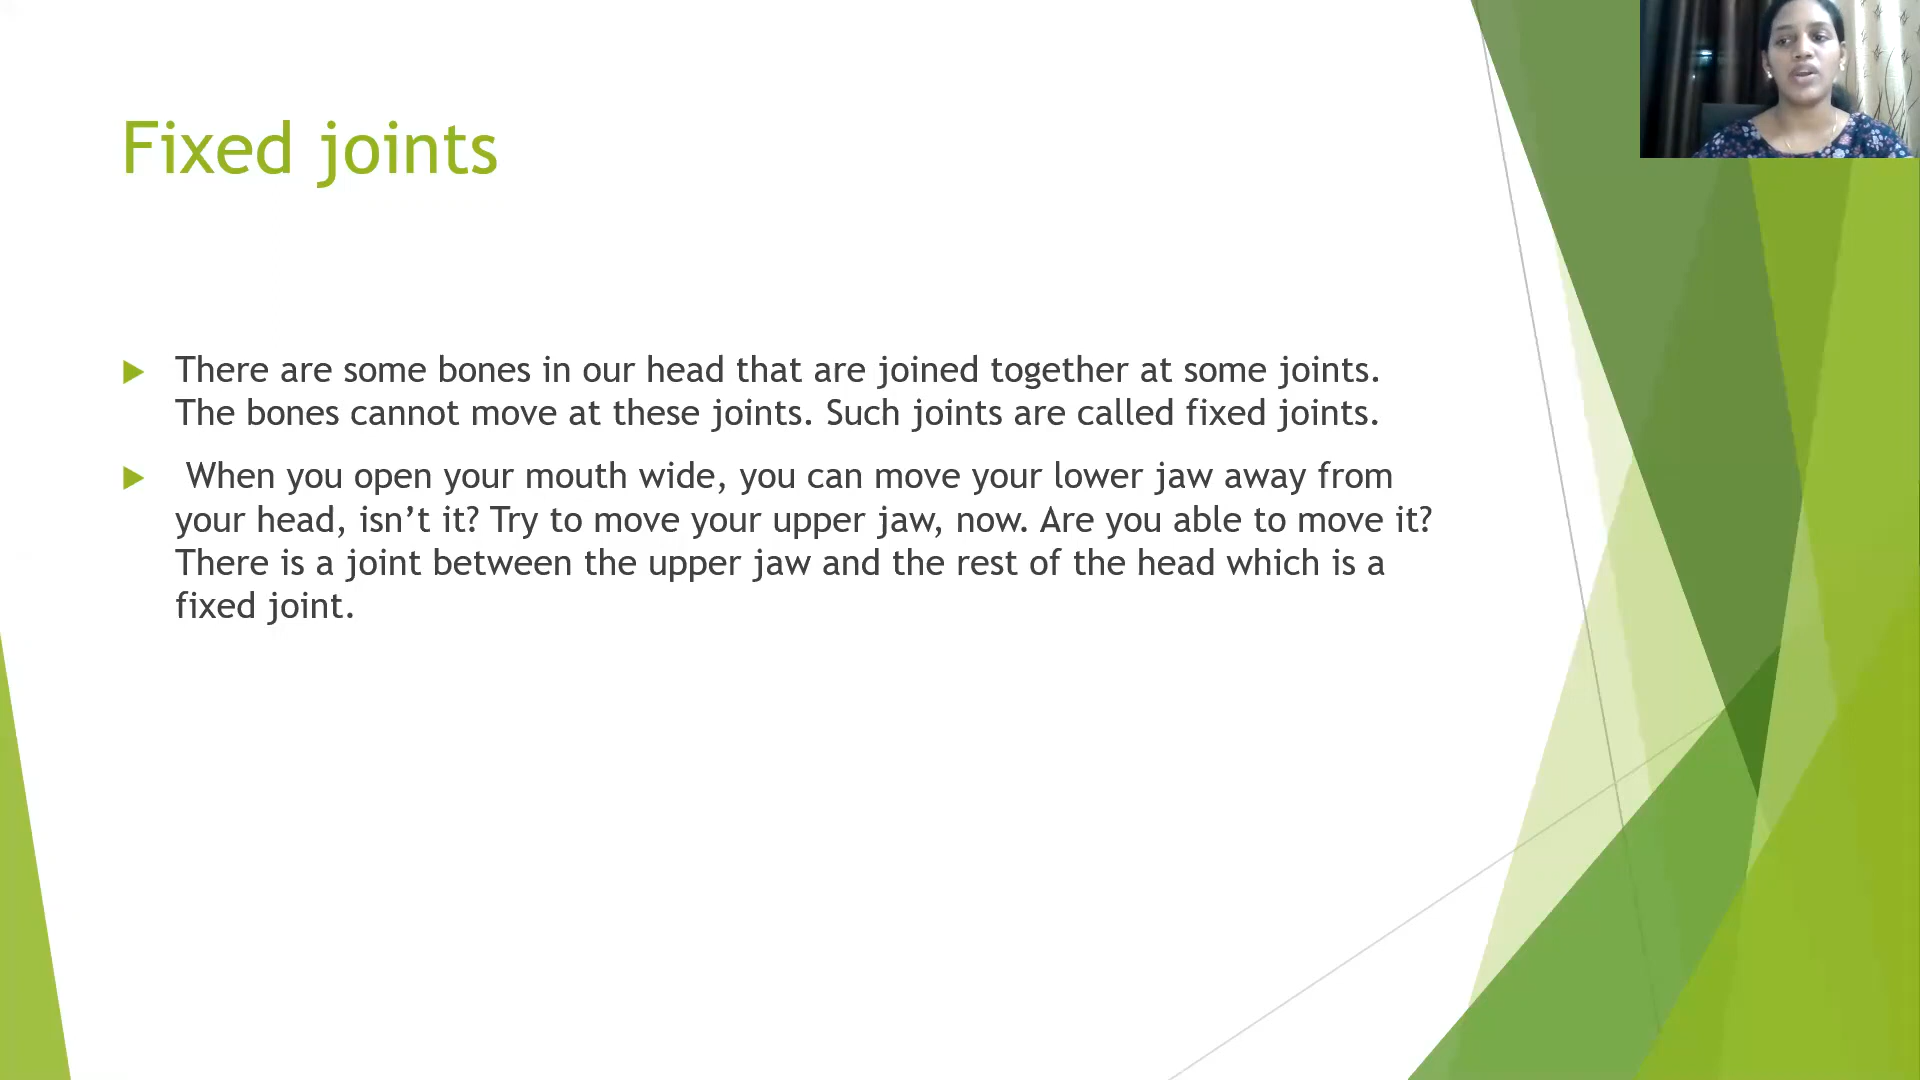 Fixed joints
There are some bones in our head that are joined together at some joints.
The bones cannot move at these joints. Such joints are called fixed joints.
When you open your mouth wide, you can move your lower jaw away from
your head, isn’t it? Try to move your upper jaw, now. Are you able to move it?
There is a joint between the upper jaw and the rest of the head which is a
fixed joint.